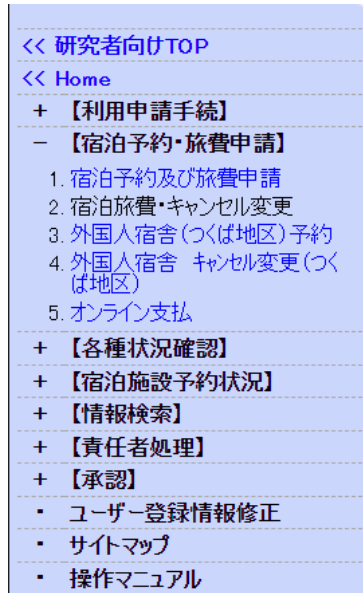 << 研究者向けTOP
<< Home
+ 【利用申請手続】
− 【宿泊予約・旅費申請】
1. 宿泊予約及び旅費申請
2. 宿泊旅費・キャンセル変更
3. 外国人宿舎(つくば地区)予約
4. 外国人宿舎 キャンセル変更(つく
ば地区)
5. オンライン支払
+ 【各種状況確認】
+ 【宿泊施設予約状況】
+ 【情報検索】
+ 【責任者処理】
+ 【承認】
・ ユーザー登録情報修正
・ サイトマップ
・ 操作マニュアル